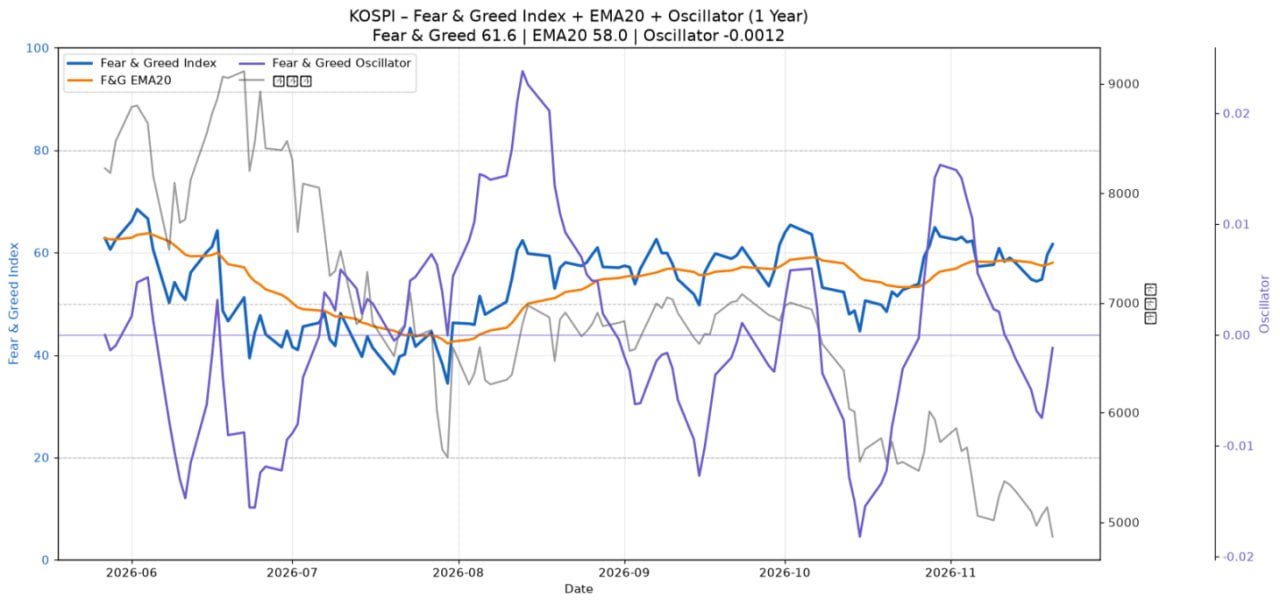 KOSPI – Fear & Greed Index + EMA20 + Oscillator (1 Year)
Fear & Greed 61.6 | EMA20 58.0 | Oscillator -0.0012
Fear & Greed Index
F&G EMA20
Fear & Greed Oscillator
100
80
60
40
20
0
Fear & Greed Index
9000
8000
7000
6000
5000
0.02
0.01
0.00
-0.01
-0.02
Oscillator
2026-06
2026-07
2026-08
2026-09
2026-10
2026-11
Date